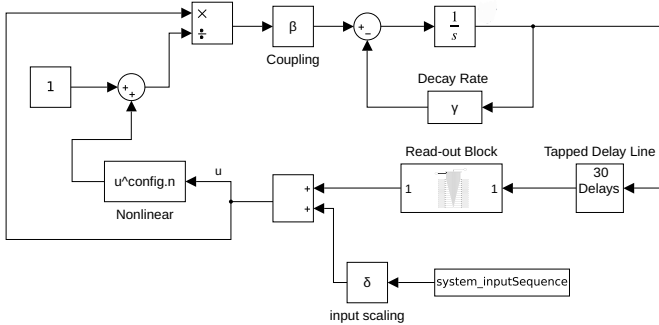 ×
÷
β
Coupling
+
−
1
s
Decay Rate
γ
1
+
+
u^config.n
Nonlinear
u
+
+
Read-out Block
1
1
Tapped Delay Line
30
Delays
δ
input scaling
system_inputSequence